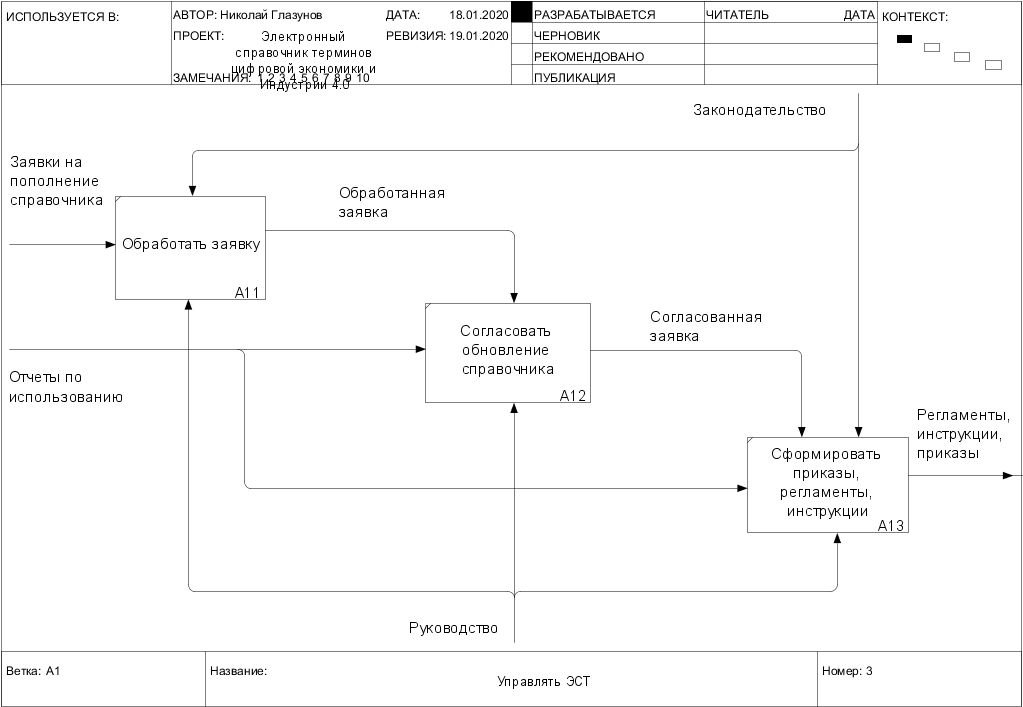 ИСПОЛЬЗУЕТСЯ В:
АВТОР: Николай Глазунов
ДАТА: 18.01.2020
РАЗРАБАТЫВАЕТСЯ
ЧИТАТЕЛЬ
ДАТА
КОНТЕКСТ:
ПРОЕКТ:
Электронный
справочник терминов
цифровой экономики и
Индустрии 4.0
РЕВИЗИЯ: 19.01.2020
ЧЕРНОВИК
РЕКОМЕНДОВАНО
ЗАМЕЧАНИЯ: 1 2 3 4 5 6 7 8 9 10
ПУБЛИКАЦИЯ
Законодательство
Заявки на
пополнение
справочника
Обработанная
заявка
Обработать заявку
A11
Согласованная
заявка
Согласовать
обновление
справочника
A12
Отчеты по
использованию
Регламенты,
инструкции,
приказы
Сформировать
приказы,
регламенты,
инструкции
A13
Руководство
Ветка: A1
Название:
Управлять ЭСТ
Номер: 3